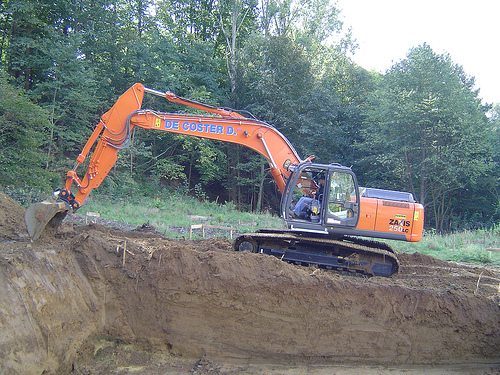 DE COSTER D.
ZAXIS
250LC